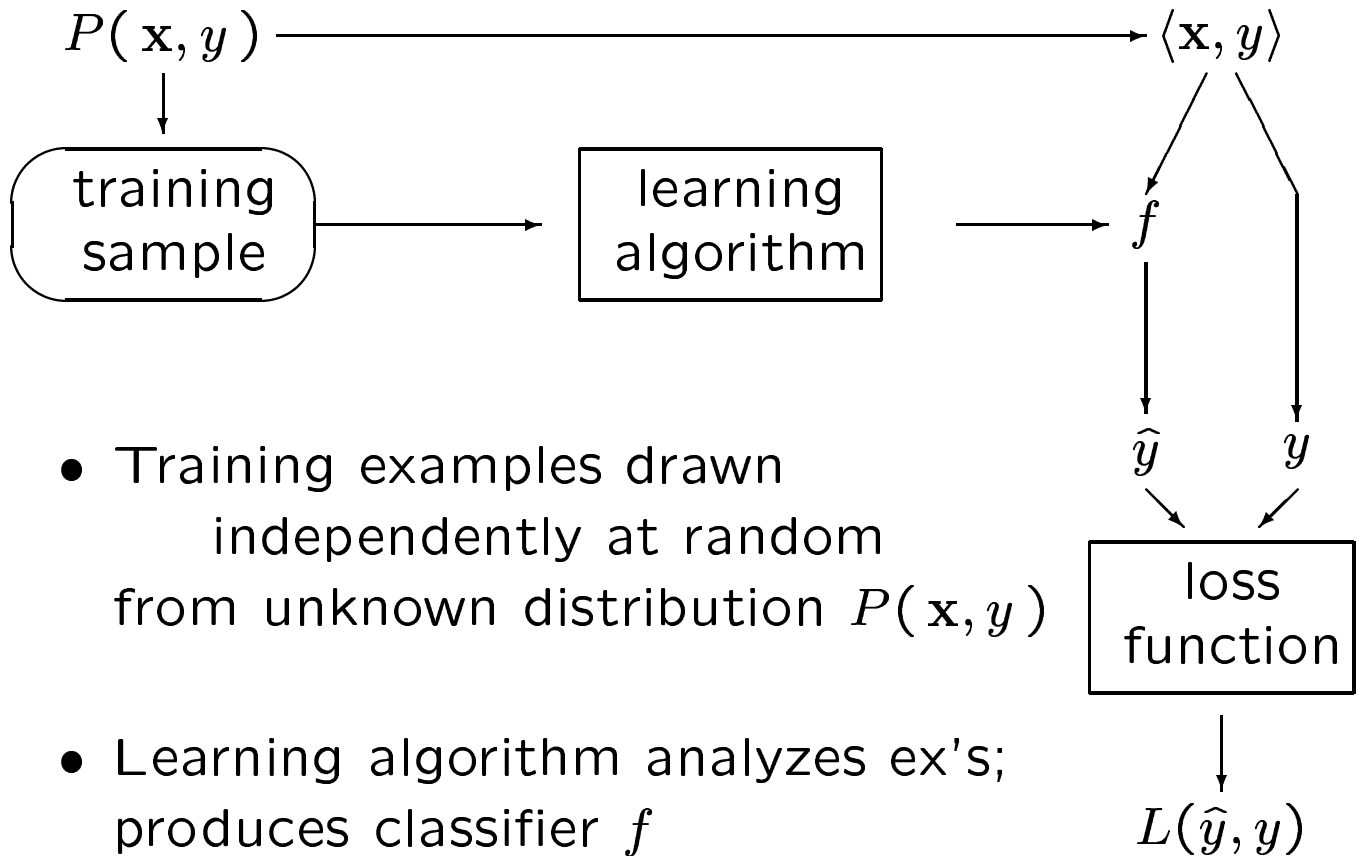 P( x, y ) ⟨x, y⟩
training
sample
learning
algorithm
f
ŷ y
• Training examples drawn
independently at random
from unknown distribution P( x, y )
loss
function
• Learning algorithm analyzes ex's;
produces classifier f
L(ŷ, y)